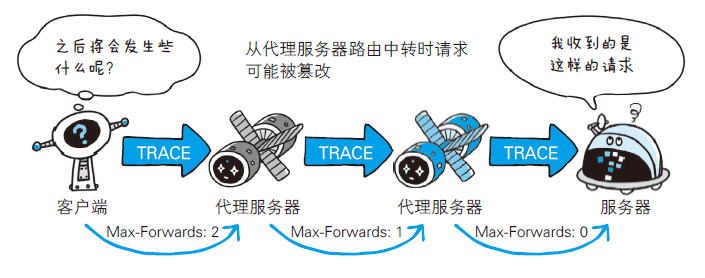 之后将会发生些
什么呢?
从代理服务器路由中转时请求
可能被篡改
我收到的是
这样的请求
?
TRACE
TRACE
TRACE
客户端
代理服务器
代理服务器
服务器
Max-Forwards: 2
Max-Forwards: 1
Max-Forwards: 0